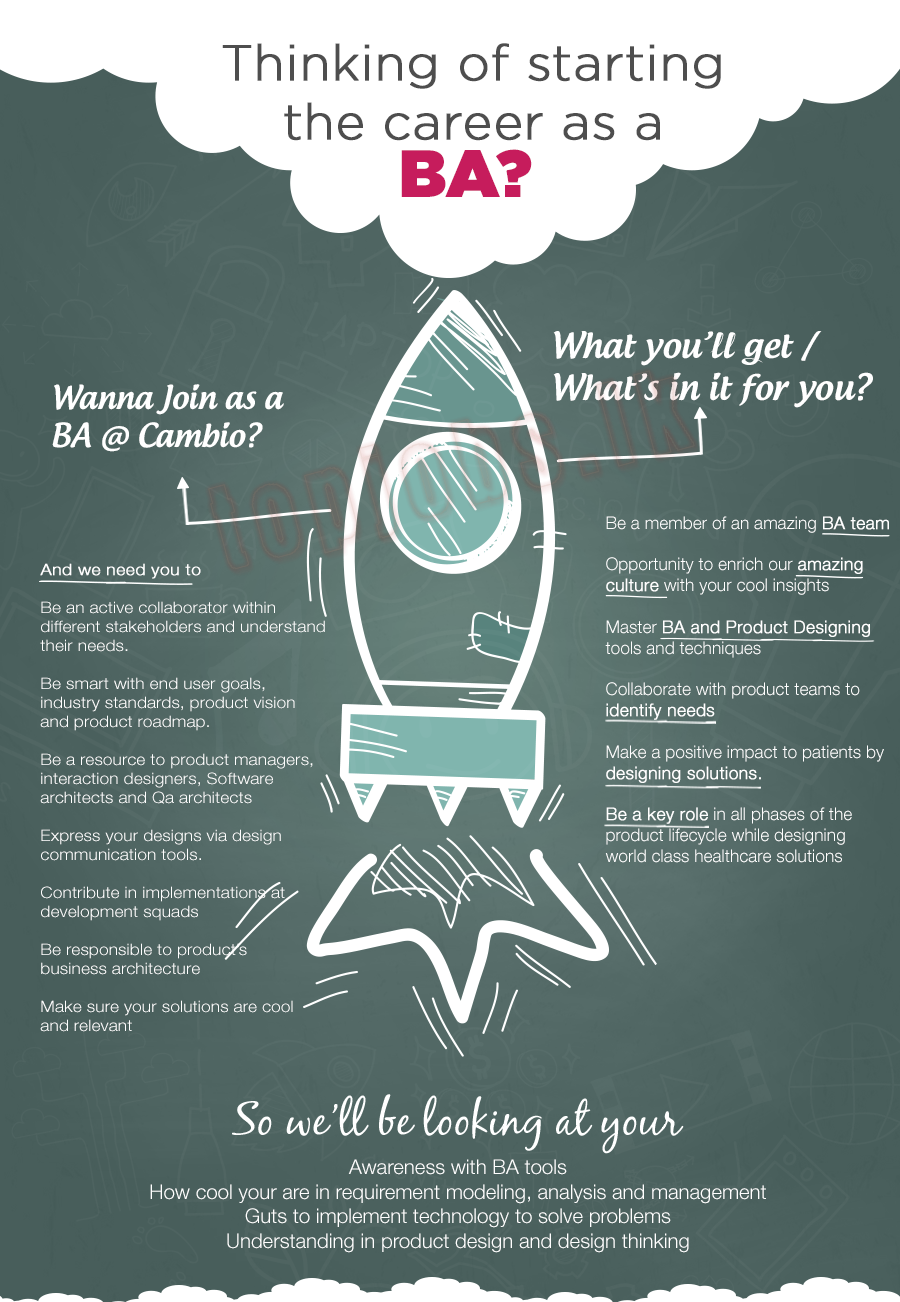 Thinking of starting
the career as a
BA?
Wanna Join as a
BA @ Cambio?
And we need you to
Be an active collaborator within
different stakeholders and understand
their needs.
Be smart with end user goals,
industry standards, product vision
and product roadmap.
Be a resource to product managers,
interaction designers, Software
architects and Qa architects
Express your designs via design
communication tools.
Contribute in implementations at
development squads
Be responsible to product's
business architecture
Make sure your solutions are cool
and relevant
What you'll get /
What's in it for you?
Be a member of an amazing BA team
Opportunity to enrich our amazing
culture with your cool insights
Master BA and Product Designing
tools and techniques
Collaborate with product teams to
identify needs
Make a positive impact to patients by
designing solutions.
Be a key role in all phases of the
product lifecycle while designing
world class healthcare solutions
topjobs.lk
So we'll be looking at your
Awareness with BA tools
How cool your are in requirement modeling, analysis and management
Guts to implement technology to solve problems
Understanding in product design and design thinking